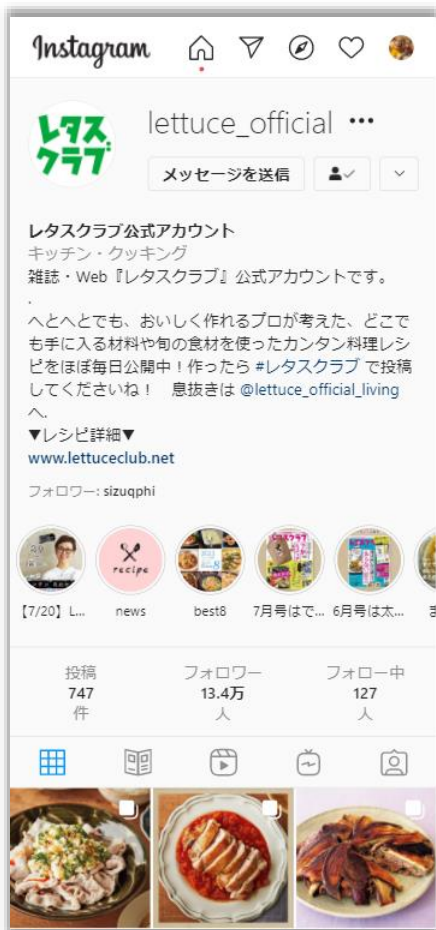 Instagram
レタス
クラブ
lettuce_official •••
メッセージを送信
レタスクラブ公式アカウント
キッチン・クッキング
雑誌・Web『レタスクラブ』公式アカウントです。
.
へとへとでも、おいしく作れるプロが考えた、どこで
も手に入る材料や旬の食材を使ったカンタン料理レシ
ピをほぼ毎日公開中！作ったら #レタスクラブ で投稿
してくださいね！　息抜きは @lettuce_official_living
へ.
▼レシピ詳細▼
www.lettuceclub.net
フォロワー: sizuqphi
recipe
【7/20】L... news best8 7月号はで... 6月号は太...
投稿 フォロワー フォロー中
747 13.4万 127
件 人 人